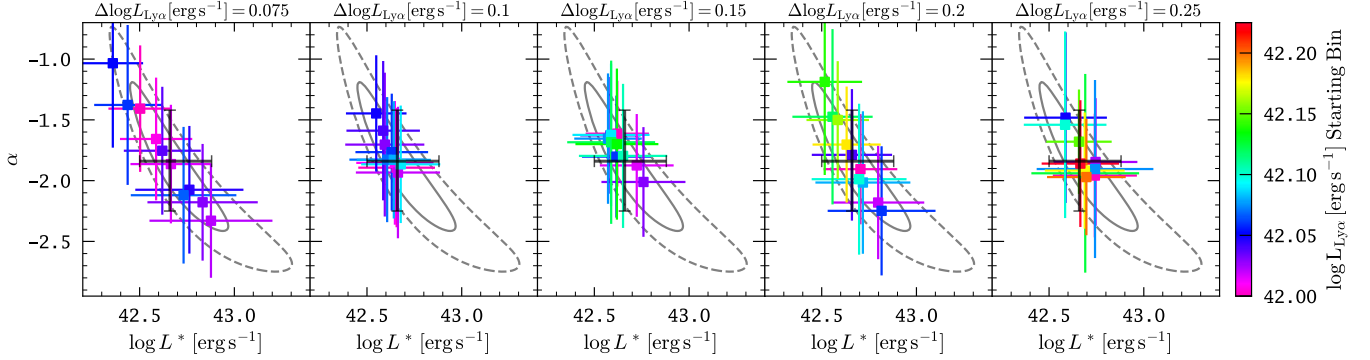 ΔlogL_Lyα[erg s⁻¹] = 0.075 ΔlogL_Lyα[erg s⁻¹] = 0.1 ΔlogL_Lyα[erg s⁻¹] = 0.15 ΔlogL_Lyα[erg s⁻¹] = 0.2 ΔlogL_Lyα[erg s⁻¹] = 0.25
α
−1.0
−1.5
−2.0
−2.5
42.5 43.0 42.5 43.0 42.5 43.0 42.5 43.0 42.5 43.0
log L* [erg s⁻¹] log L* [erg s⁻¹] log L* [erg s⁻¹] log L* [erg s⁻¹] log L* [erg s⁻¹]
42.20
42.15
42.10
42.05
42.00
log L_Lyα [erg s⁻¹] Starting Bin